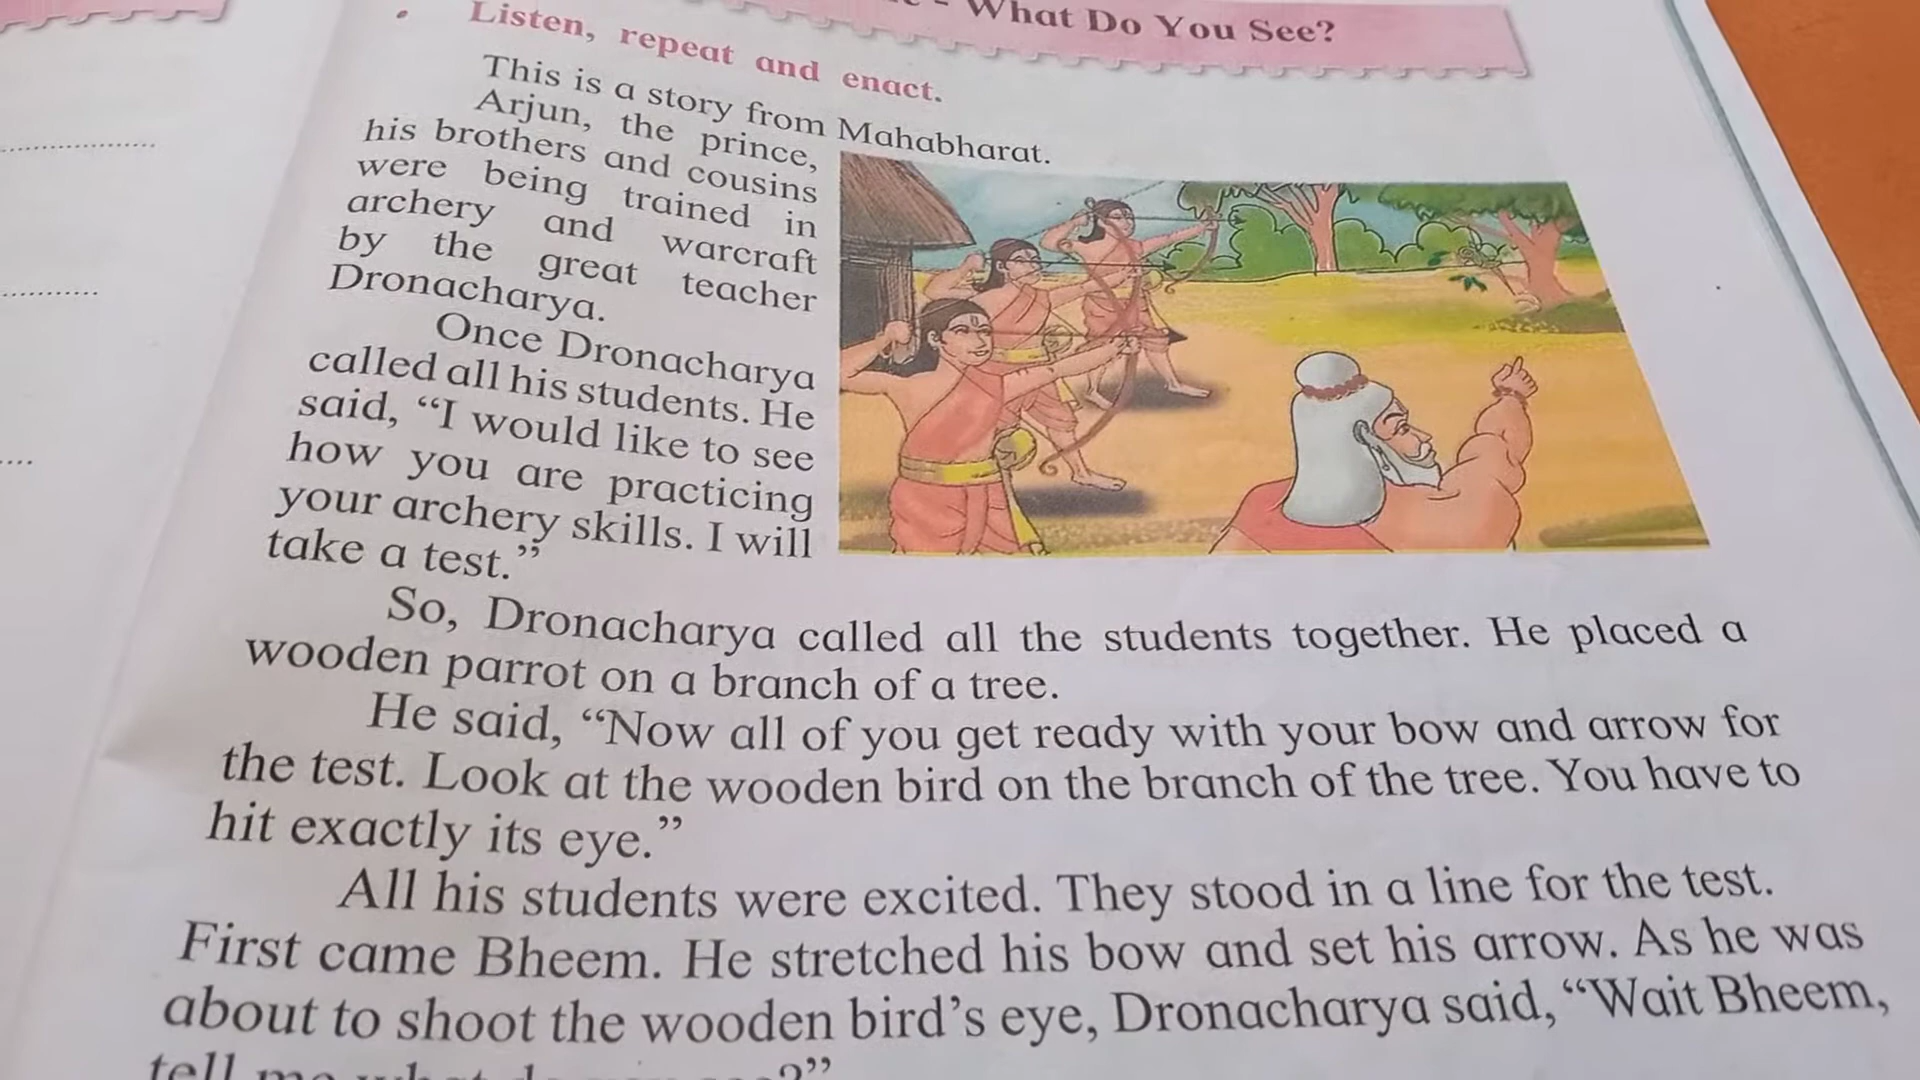 - What Do You See?
Listen, repeat and enact.
This is a story from Mahabharat.
Arjun, the prince,
his brothers and cousins
were being trained in
archery and warcraft
by the great teacher
Dronacharya.
Once Dronacharya
called all his students. He
said, “I would like to see
how you are practicing
your archery skills. I will
take a test.”
So, Dronacharya called all the students together. He placed a
wooden parrot on a branch of a tree.
He said, “Now all of you get ready with your bow and arrow for
the test. Look at the wooden bird on the branch of the tree. You have to
hit exactly its eye.”
All his students were excited. They stood in a line for the test.
First came Bheem. He stretched his bow and set his arrow. As he was
about to shoot the wooden bird’s eye, Dronacharya said, “Wait Bheem,
tell me what